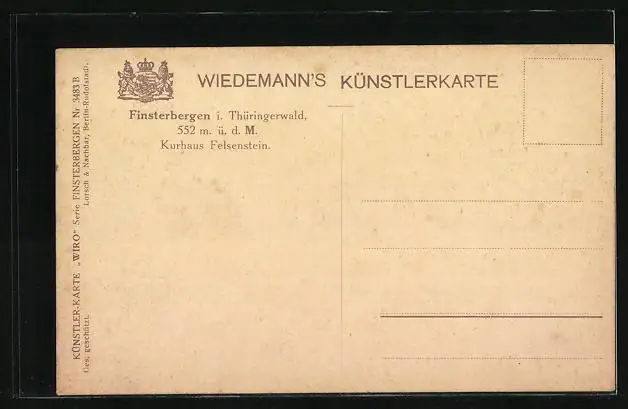 WIEDEMANN'S KÜNSTLERKARTE
Finsterbergen i. Thüringerwald,
552 m. ü. d. M.
Kurhaus Felsenstein.
KÜNSTLER-KARTE „WIRO“ Serie FINSTERBERGEN Nr 3483 B
Ges. geschützt. Lorsch & Nachbar, Berlin-Rudolstadt.